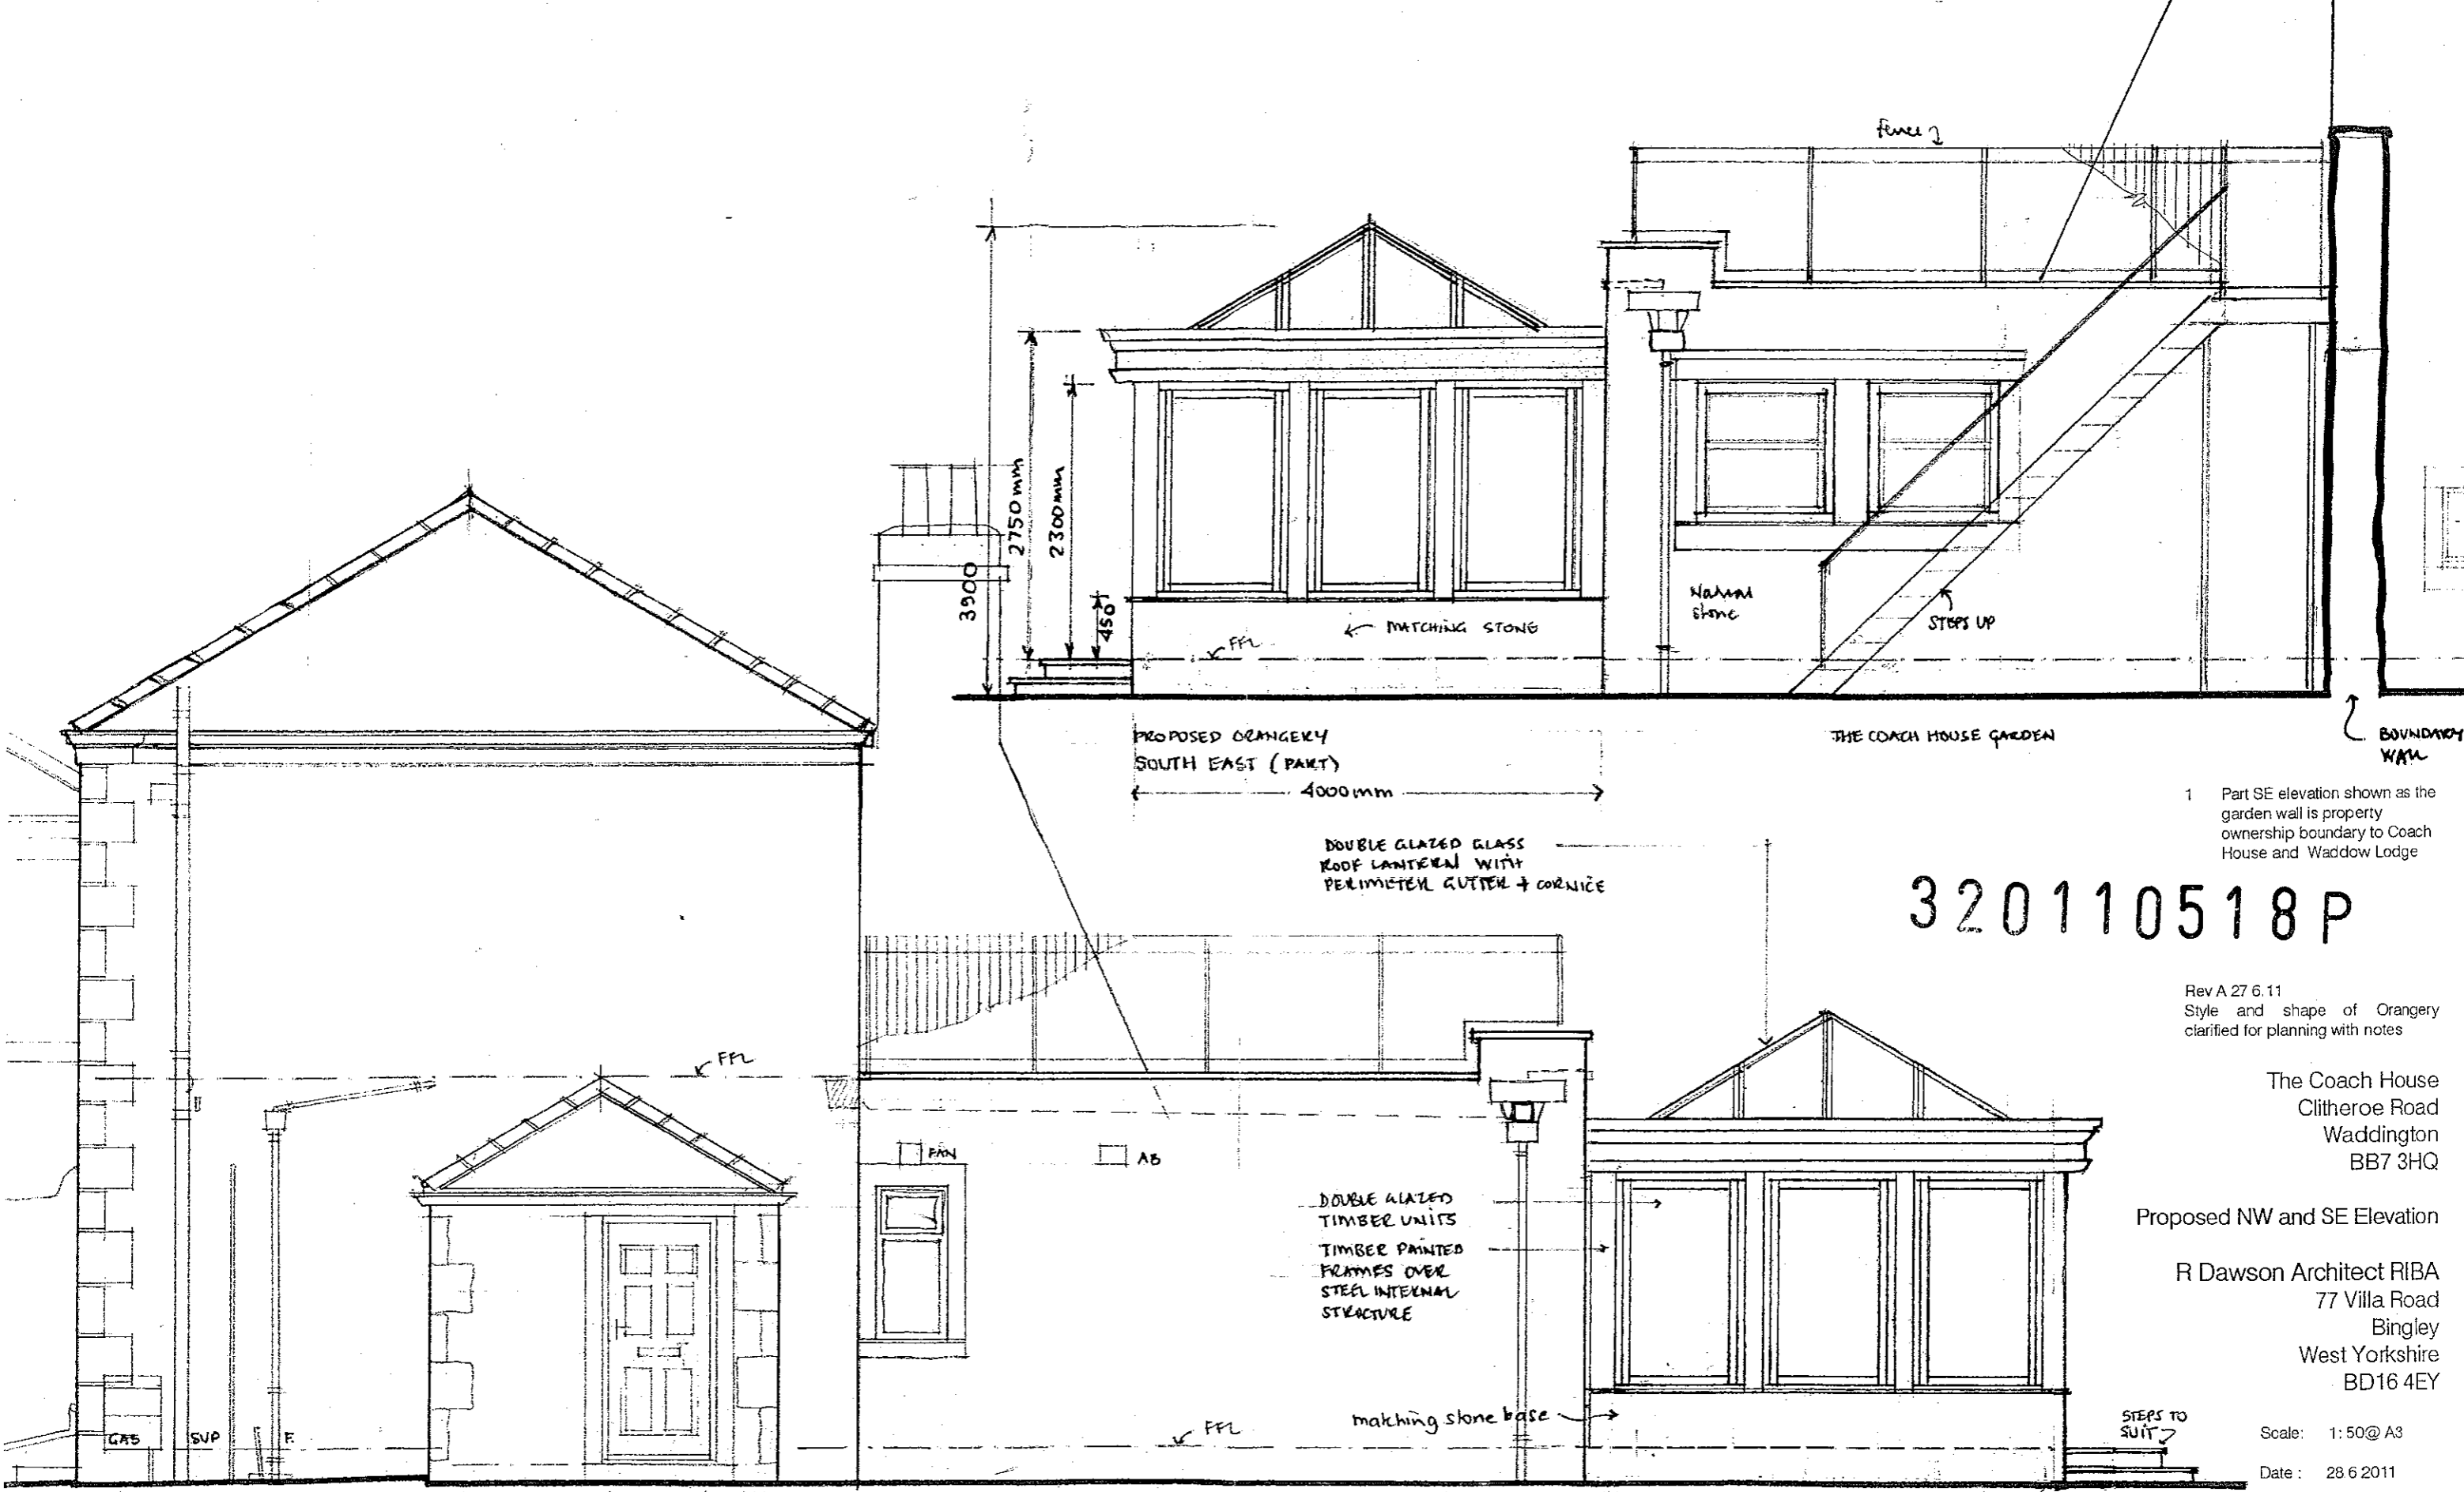 Fence
3900
2750mm
2300mm
450
FFL
MATCHING STONE
Natural
Stone
STEPS UP
PROPOSED ORANGERY
SOUTH EAST (PART)
4000mm
THE COACH HOUSE GARDEN
BOUNDARY
WALL
1 Part SE elevation shown as the
garden wall is property
ownership boundary to Coach
House and Waddow Lodge
DOUBLE GLAZED GLASS
ROOF LANTERN WITH
PERIMETER GUTTER + CORNICE
320110518P
Rev A 27 6.11
Style and shape of Orangery
clarified for planning with notes
FFL
FAN
AB
The Coach House
Clitheroe Road
Waddington
BB7 3HQ
DOUBLE GLAZED
TIMBER UNITS
TIMBER PAINTED
FRAMES OVER
STEEL INTERNAL
STRUCTURE
Proposed NW and SE Elevation
R Dawson Architect RIBA
77 Villa Road
Bingley
West Yorkshire
BD16 4EY
matching stone base
FFL
GAS
SVP
F.
STEPS TO
SUIT
Scale: 1:50@ A3
Date : 28 6 2011